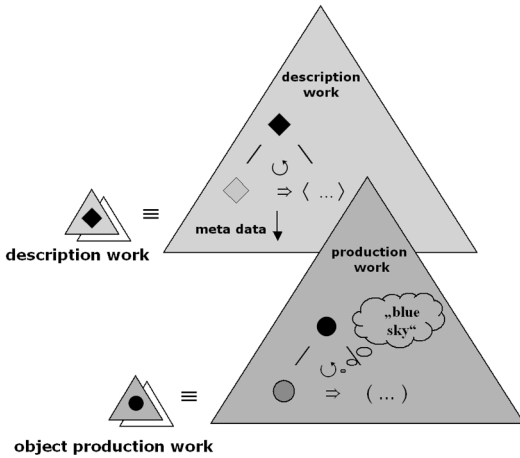 description
work
⇒ ⟨ ...⟩
≡
meta data
description work
production
work
„blue
sky“
≡
⇒ ( ... )
object production work